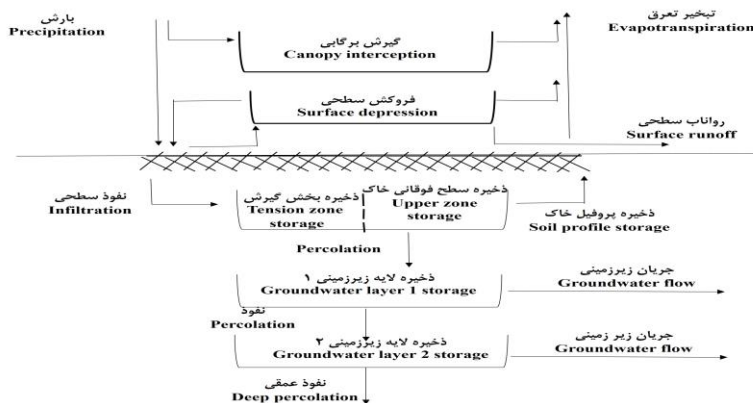 بارش
Precipitation
تبخیر تعرق
Evapotranspiration
گیرش برگابی
Canopy interception
فروکش سطحی
Surface depression
رواناب سطحی
Surface runoff
نفوذ سطحی
Infiltration
ذخیره بخش گیرش
Tension zone
storage
ذخیره سطح فوقانی خاک
Upper zone
storage
ذخیره پروفیل خاک
Soil profile storage
Percolation
ذخیره لایه زیرزمینی ۱
Groundwater layer 1 storage
جریان زیرزمینی
Groundwater flow
نفوذ
Percolation
ذخیره لایه زیرزمینی ۲
Groundwater layer 2 storage
جریان زیر زمینی
Groundwater flow
نفوذ عمقی
Deep percolation